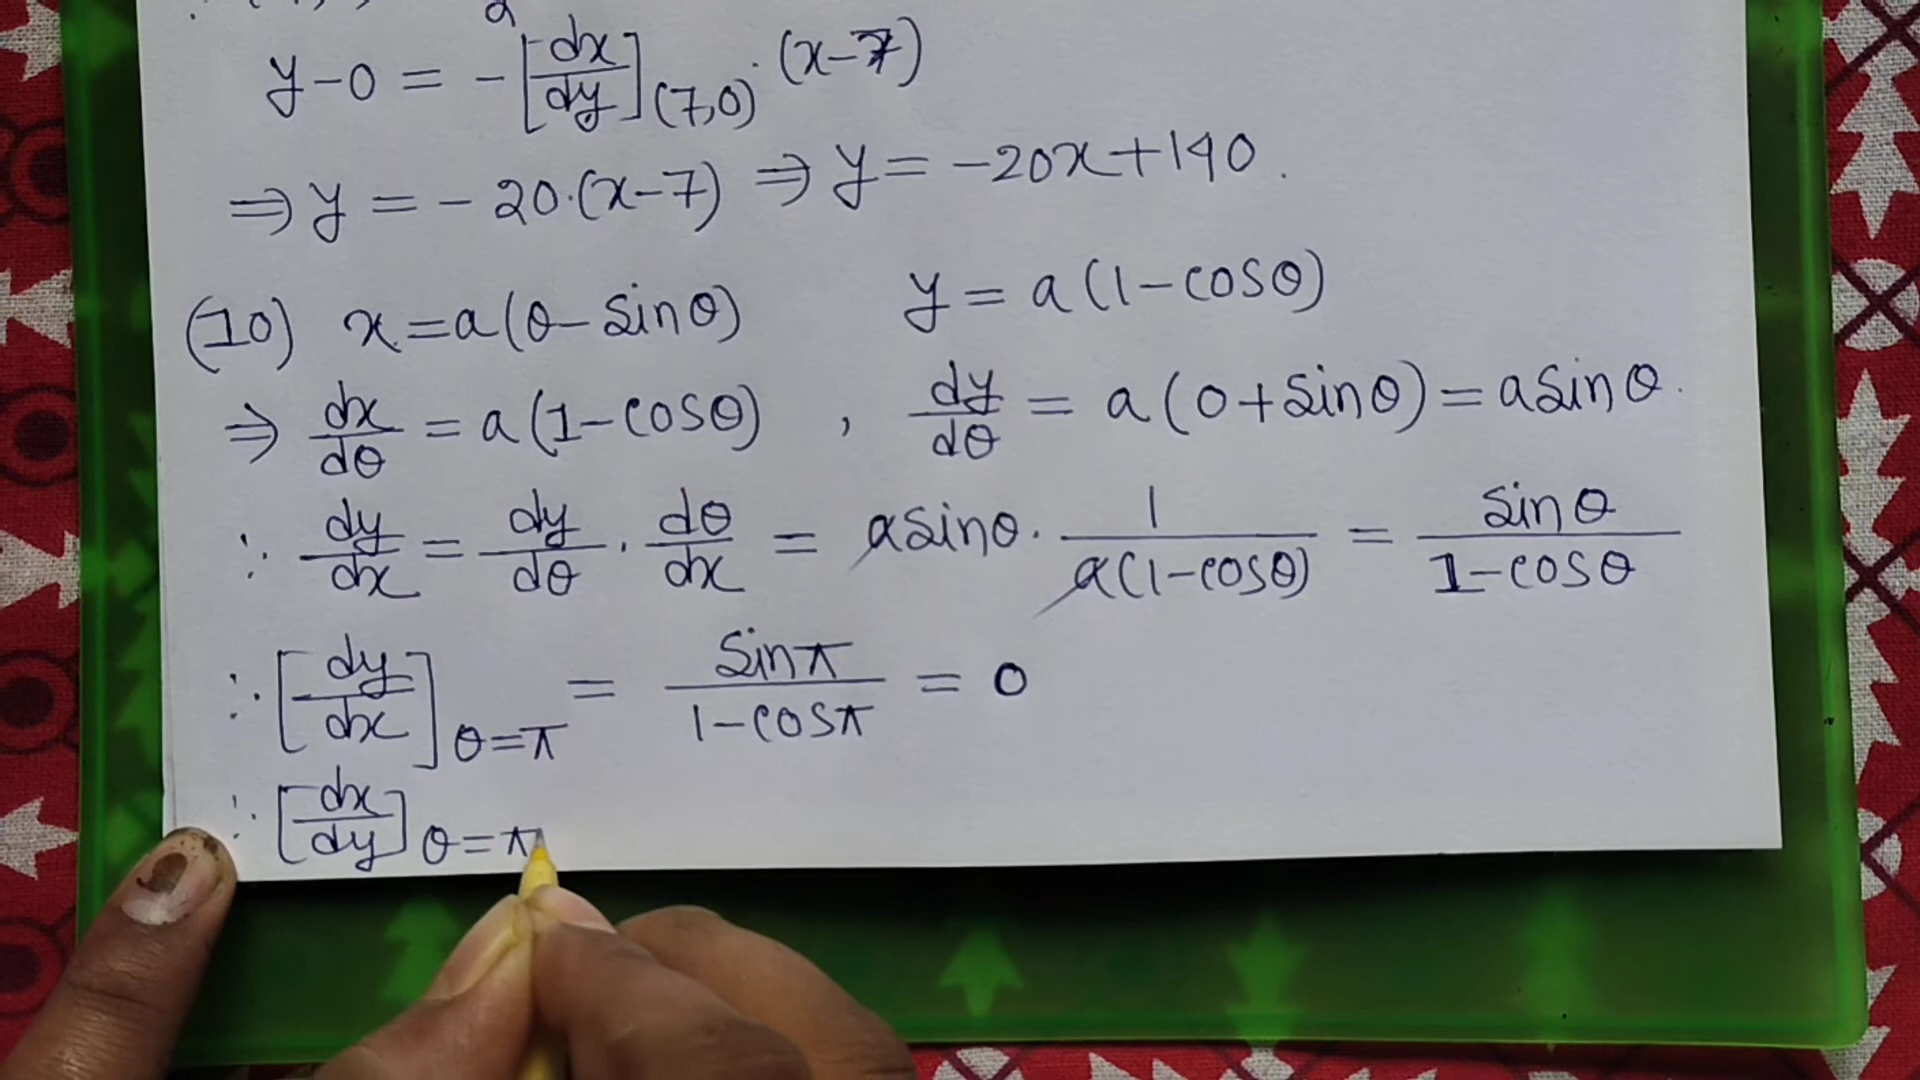 y-0 = -[dx/dy](7,0) (x-7)
⇒ y = -20.(x-7) ⇒ y = -20x+140.
(10) x=a(θ-sinθ) y=a(1-cosθ)
⇒ dx/dθ = a(1-cosθ), dy/dθ = a(0+sinθ)=asinθ.
∴ dy/dx = dy/dθ . dθ/dx = asinθ. 1/a(1-cosθ) = sinθ/1-cosθ
∴ [dy/dx]θ=π = sinπ/1-cosπ = 0
∴ [dx/dy]θ=π